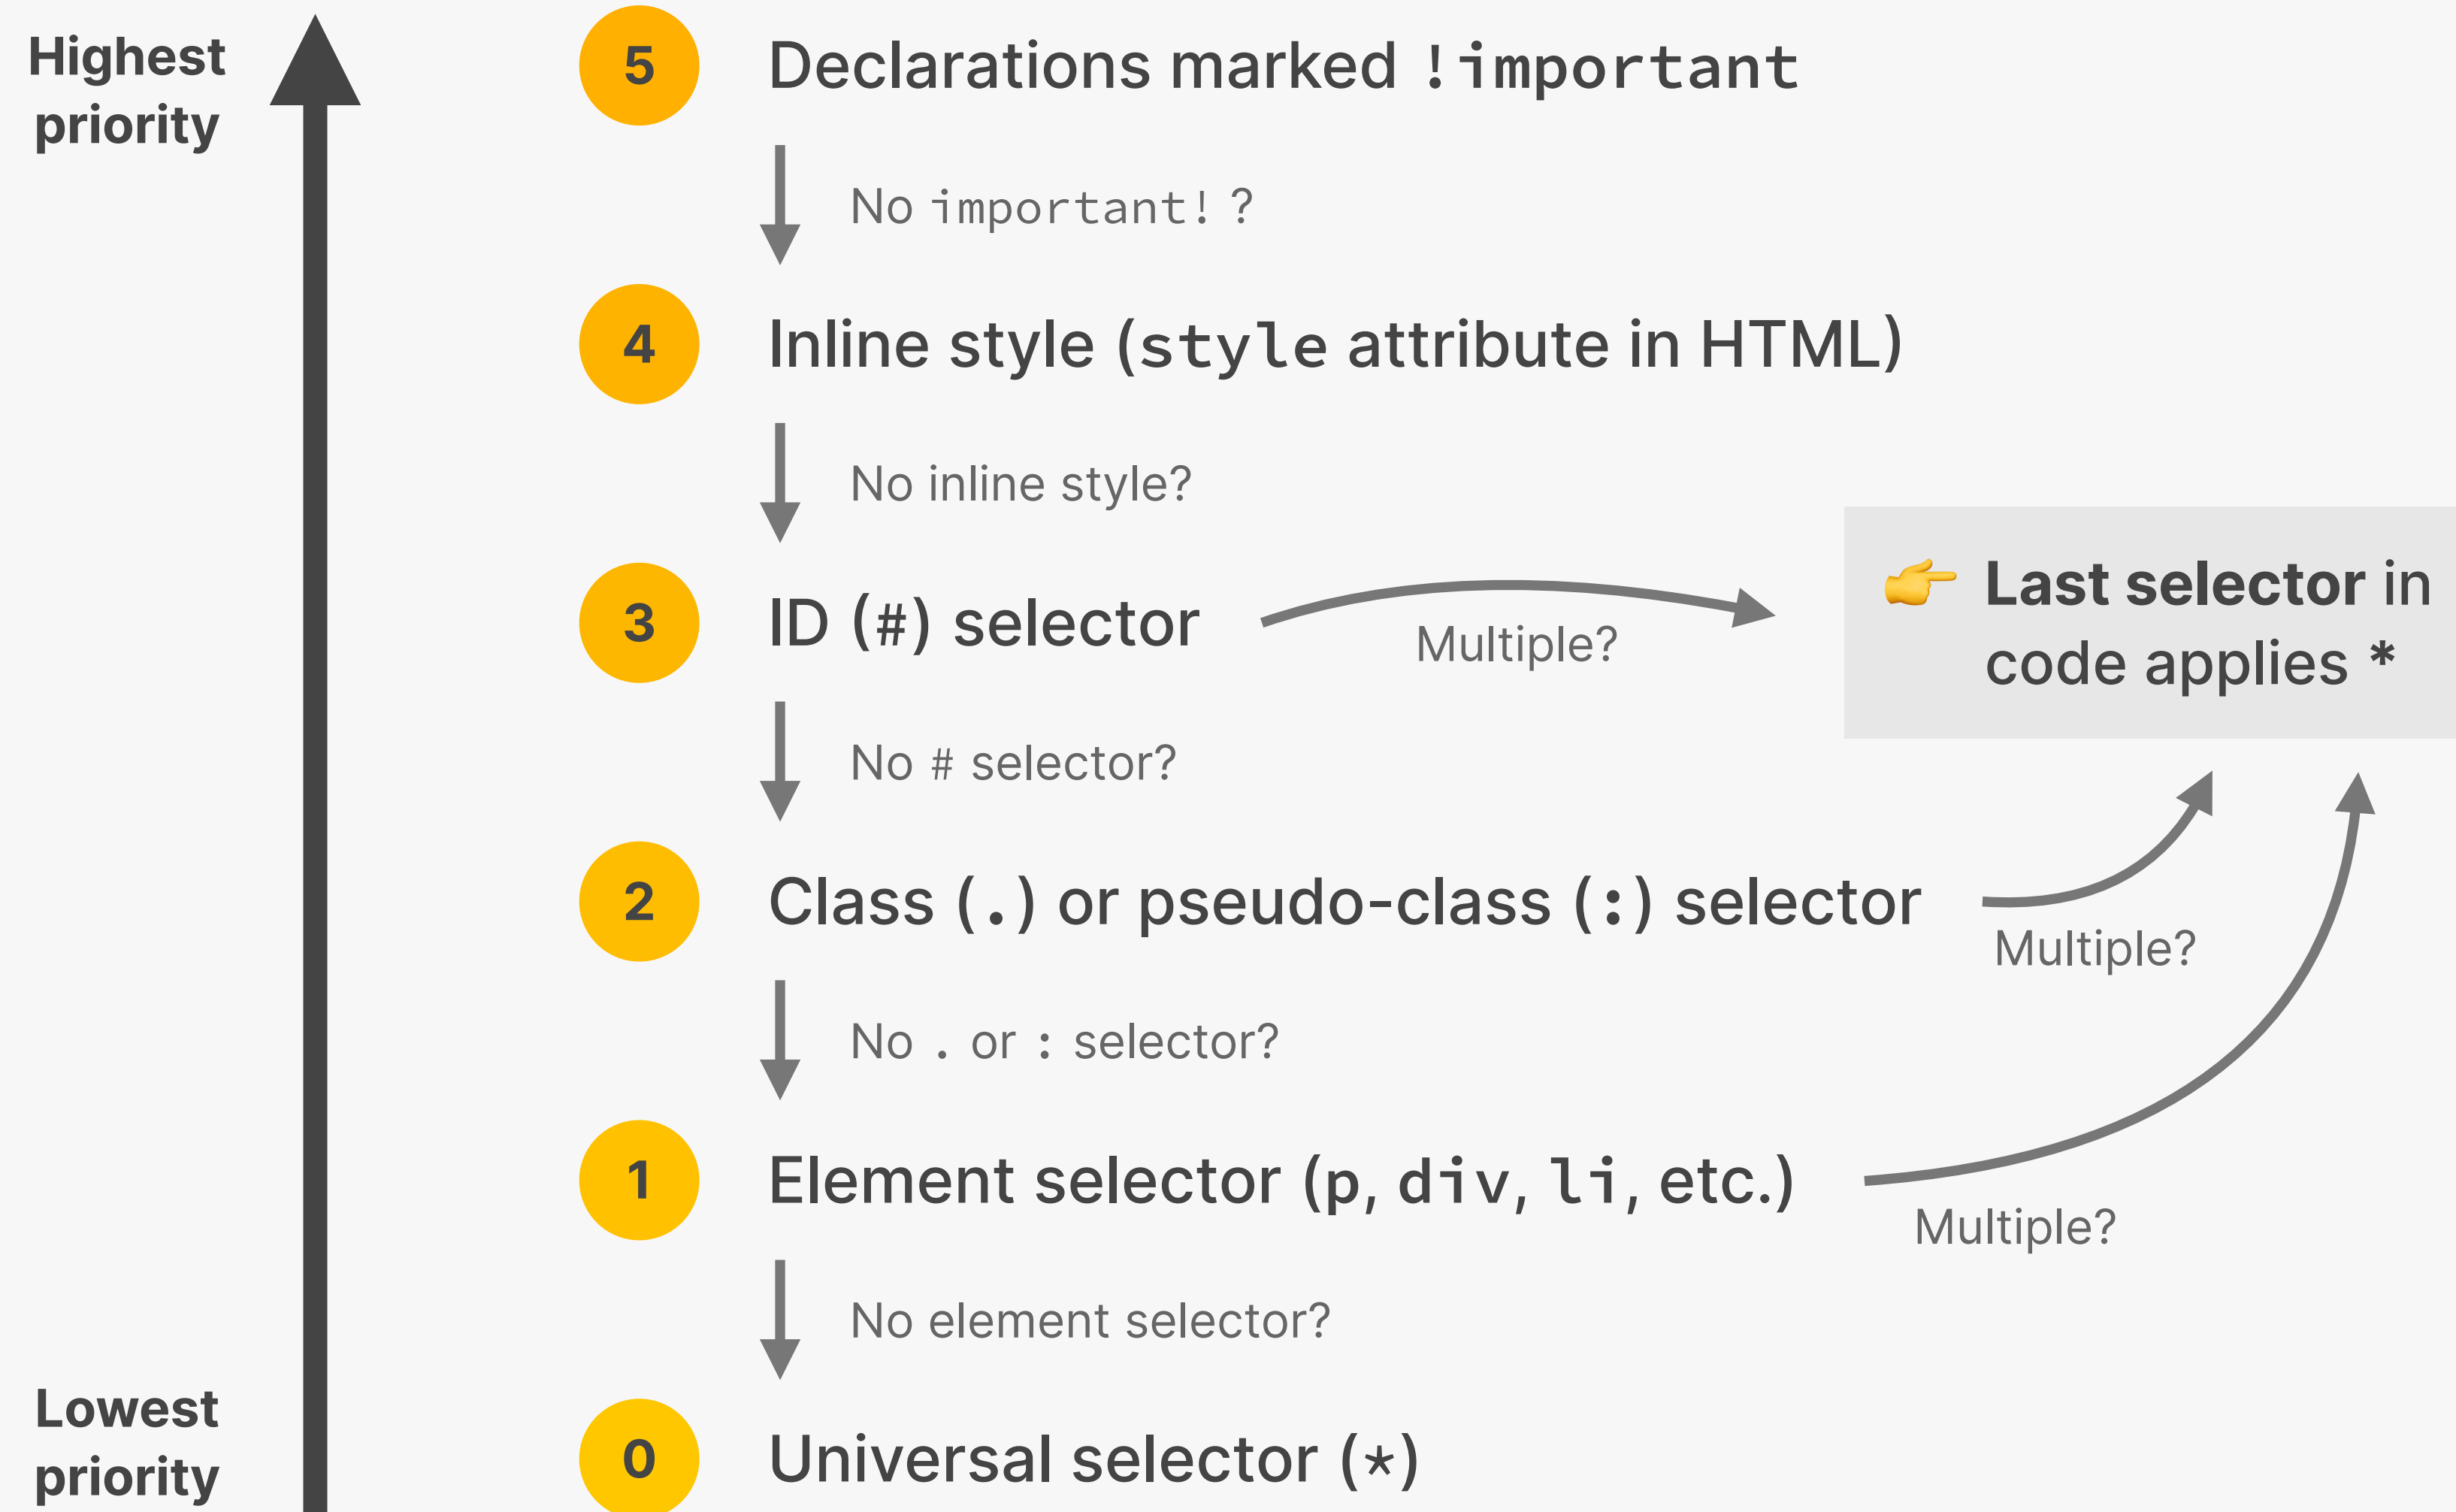 Highest
priority
5
Declarations marked !important
No important! ?
4
Inline style (style attribute in HTML)
No inline style?
3
ID (#) selector
Multiple?
👉 Last selector in
code applies *
No # selector?
2
Class (.) or pseudo-class (:) selector
Multiple?
No . or : selector?
1
Element selector (p, div, li, etc.)
Multiple?
No element selector?
Lowest
priority
0
Universal selector (*)